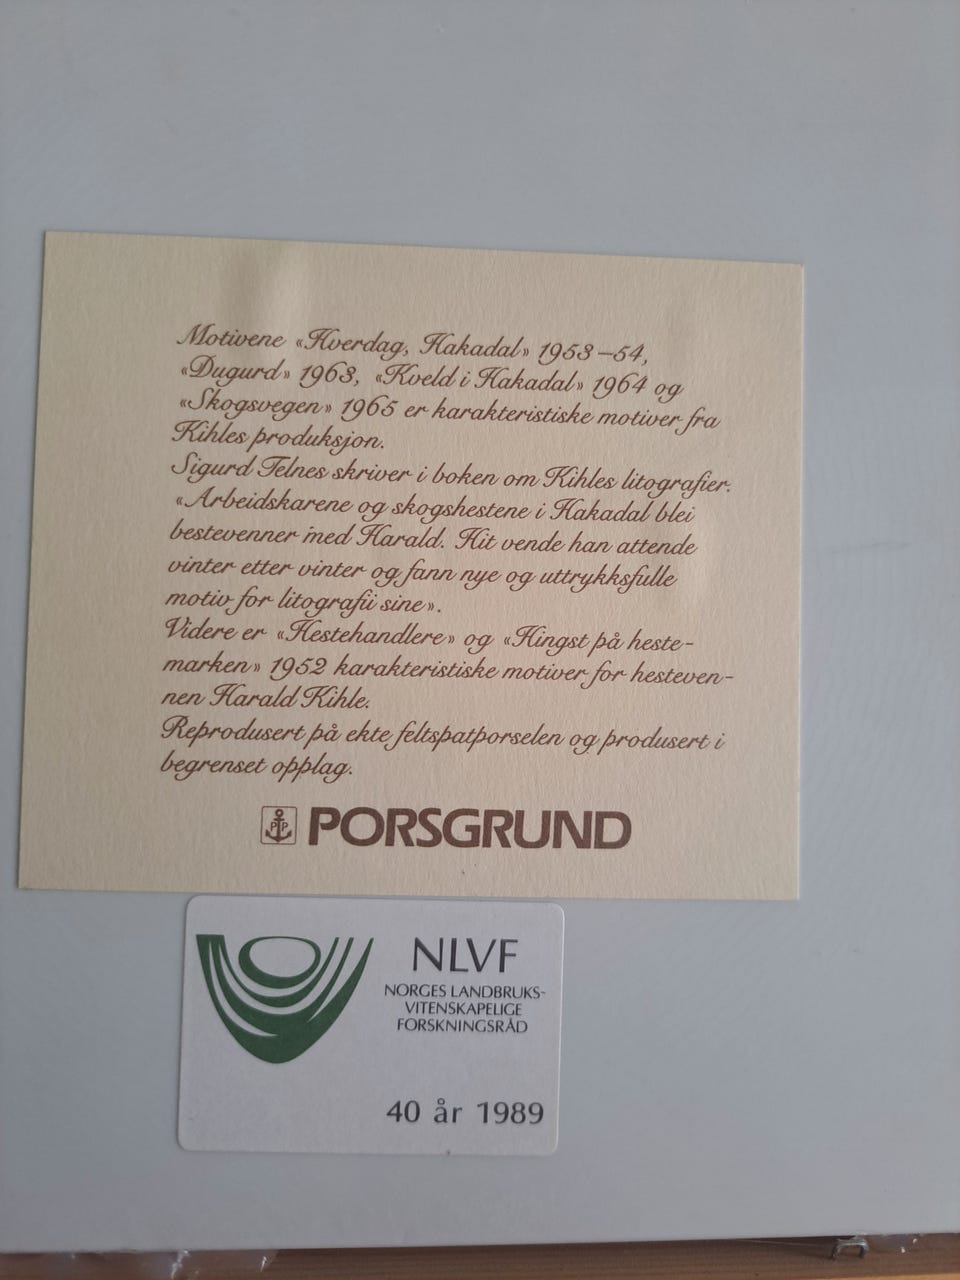 Motivene «Hverdag, Hakadal» 1953–54,
«Dugurd» 1963, «Kveld i Hakadal» 1964 og
«Skogsvegen» 1965 er karakteristiske motiver fra
Kihles produksjon.
Sigurd Telnes skriver i boken om Kihles litografier.
«Arbeidskarene og skogshestene i Hakadal blei
bestevenner med Harald. Hit vende han attende
vinter etter vinter og fann nye og uttrykksfulle
motiv for litografii sine».
Videre er «Hestehandlere» og «Hingst på heste-
marken» 1952 karakteristiske motiver for hesteven-
nen Harald Kihle.
Reprodusert på ekte feltspatporselen og produsert i
begrenset opplag.
PP PORSGRUND
NLVF
NORGES LANDBRUKS-
VITENSKAPELIGE
FORSKNINGSRÅD
40 år 1989